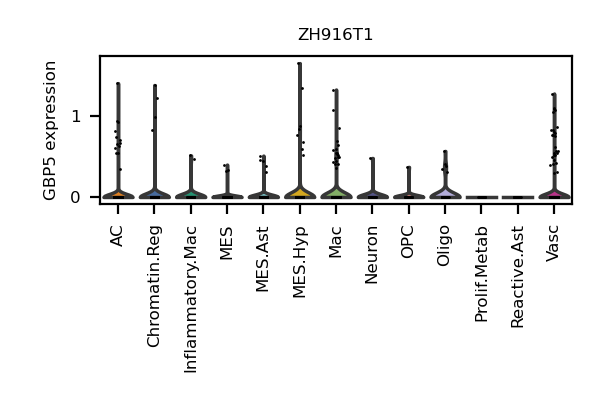 ZH916T1
GBP5 expression
1
0
AC
Chromatin.Reg
Inflammatory.Mac
MES
MES.Ast
MES.Hyp
Mac
Neuron
OPC
Oligo
Prolif.Metab
Reactive.Ast
Vasc